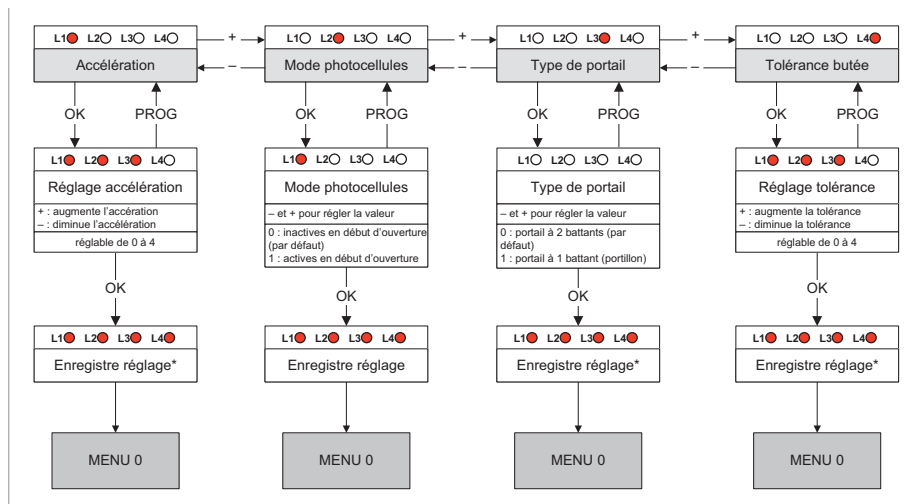 L1 L2 L3 L4 + L1 L2 L3 L4 + L1 L2 L3 L4 + L1 L2 L3 L4
Accélération – Mode photocellules – Type de portail – Tolérance butée
OK PROG OK PROG OK PROG OK PROG
L1 L2 L3 L4
Réglage accélération
+ : augmente l'accération
– : diminue l'accélération
réglable de 0 à 4
L1 L2 L3 L4
Mode photocellules
– et + pour régler la valeur
0 : inactives en début d'ouverture
(par défaut)
1 : actives en début d'ouverture
L1 L2 L3 L4
Type de portail
– et + pour régler la valeur
0 : portail à 2 battants (par
défaut)
1 : portail à 1 battant (portillon)
L1 L2 L3 L4
Réglage tolérance
+ : augmente la tolérance
– : diminue la tolérance
réglable de 0 à 4
OK OK OK OK
L1 L2 L3 L4 L1 L2 L3 L4 L1 L2 L3 L4 L1 L2 L3 L4
Enregistre réglage* Enregistre réglage Enregistre réglage* Enregistre réglage*
MENU 0 MENU 0 MENU 0 MENU 0